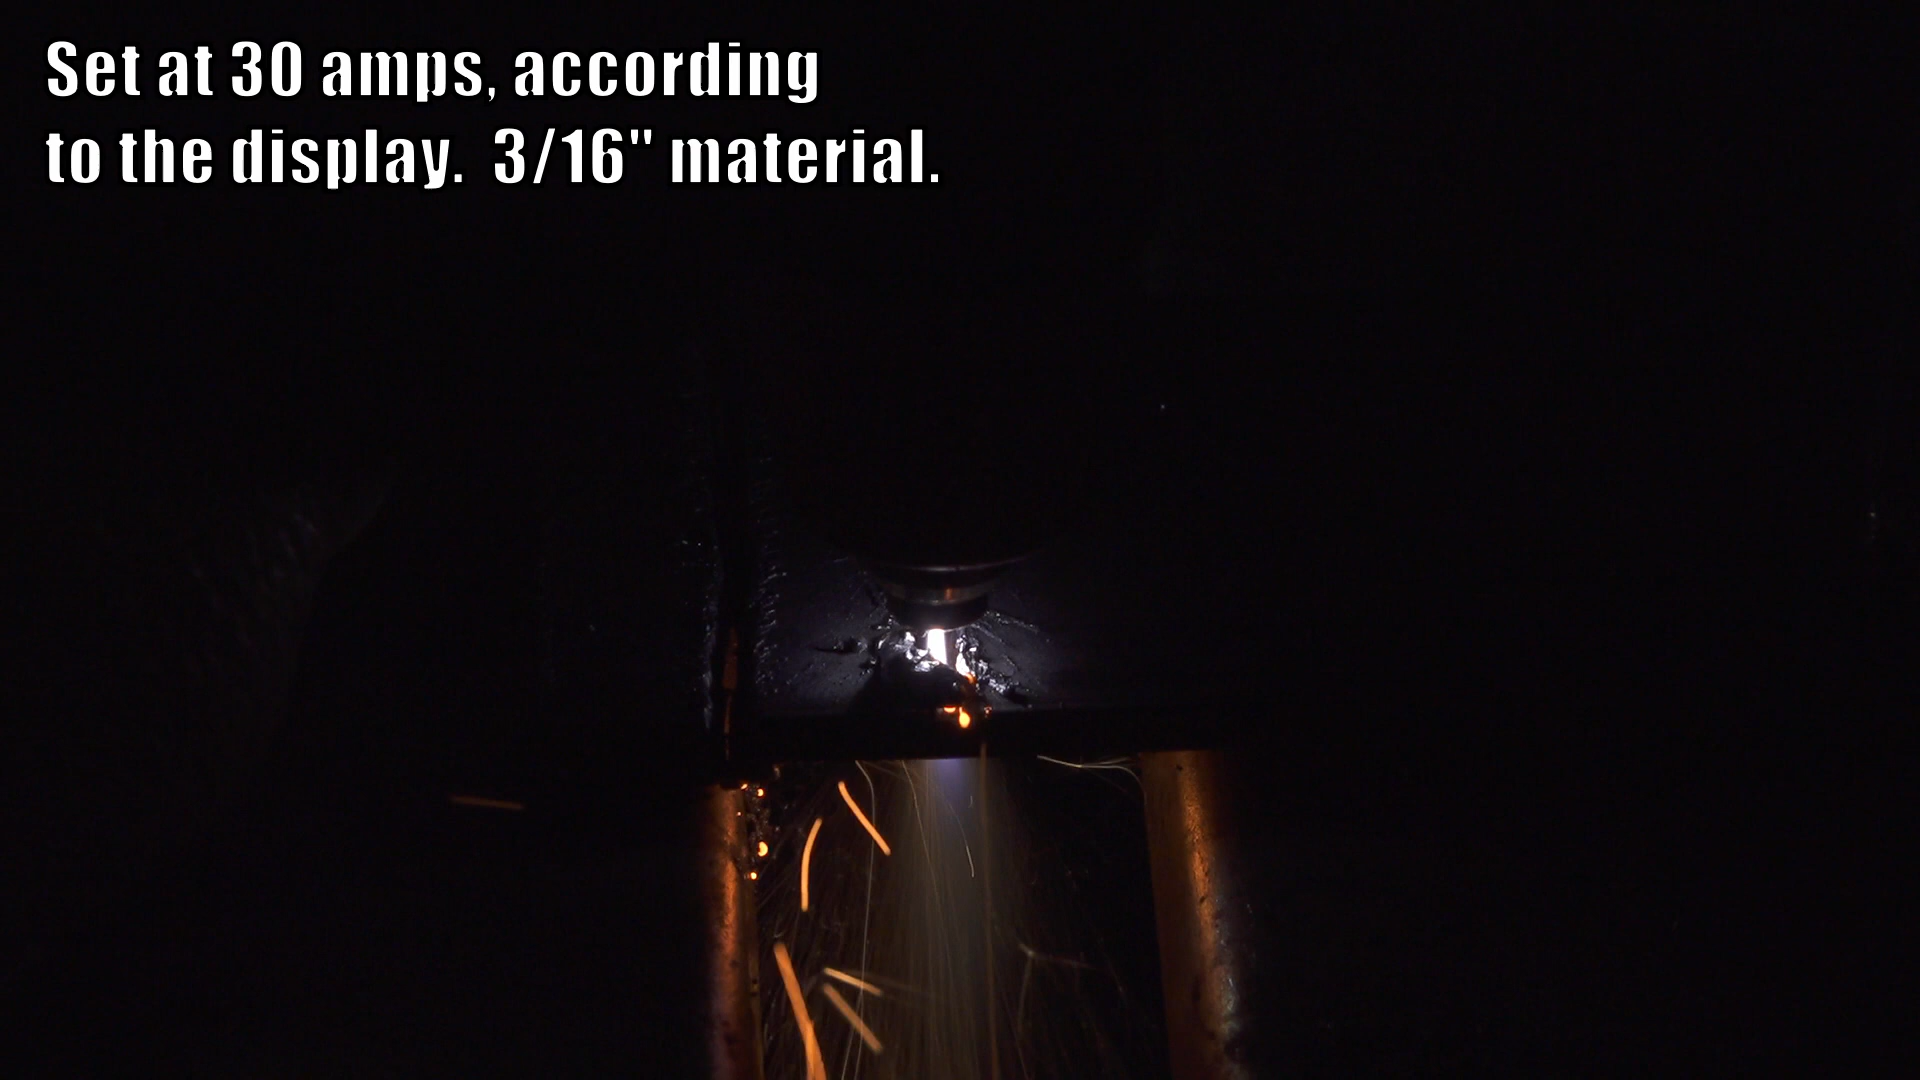 Set at 30 amps, according
to the display.  3/16" material.